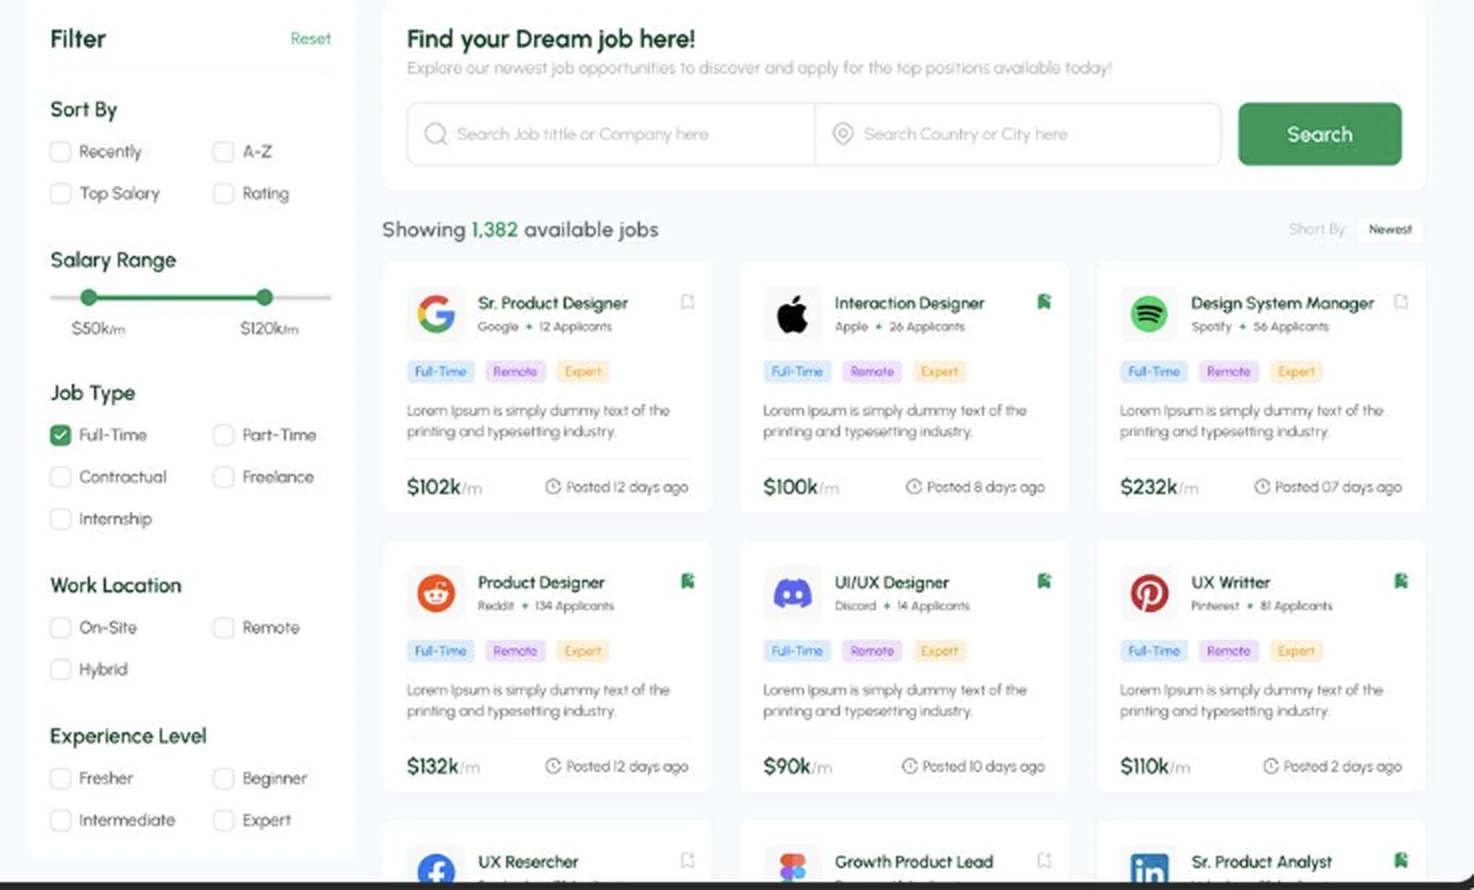 Filter
Reset
Sort By
Recently
A-Z
Top Salary
Rating
Salary Range
$50k/m
$120k/m
Job Type
Full-Time
Part-Time
Contractual
Freelance
Internship
Work Location
On-Site
Remote
Hybrid
Experience Level
Fresher
Beginner
Intermediate
Expert
Find your Dream job here!
Explore our newest job opportunities to discover and apply for the top positions available today!
Search Job tittle or Company here
Search Country or City here
Search
Showing 1,382 available jobs
Short By:
Newest
Sr. Product Designer
Google ✦ 12 Applicants
Full-Time
Remote
Expert
Lorem Ipsum is simply dummy text of the
printing and typesetting industry.
$102k/m
Posted 12 days ago
Interaction Designer
Apple ✦ 26 Applicants
Full-Time
Remote
Expert
Lorem Ipsum is simply dummy text of the
printing and typesetting industry.
$100k/m
Posted 8 days ago
Design System Manager
Spotify ✦ 56 Applicants
Full-Time
Remote
Expert
Lorem Ipsum is simply dummy text of the
printing and typesetting industry.
$232k/m
Posted 07 days ago
Product Designer
Reddit ✦ 134 Applicants
Full-Time
Remote
Expert
Lorem Ipsum is simply dummy text of the
printing and typesetting industry.
$132k/m
Posted 12 days ago
UI/UX Designer
Discord ✦ 14 Applicants
Full-Time
Remote
Expert
Lorem Ipsum is simply dummy text of the
printing and typesetting industry.
$90k/m
Posted 10 days ago
UX Writter
Pinterest ✦ 81 Applicants
Full-Time
Remote
Expert
Lorem Ipsum is simply dummy text of the
printing and typesetting industry.
$110k/m
Posted 2 days ago
UX Resercher
Growth Product Lead
Sr. Product Analyst